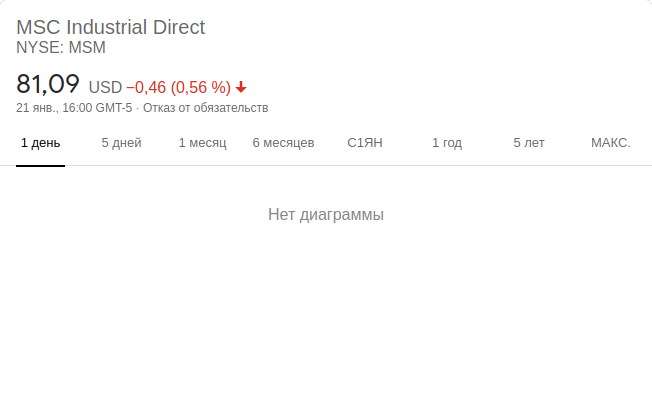 MSC Industrial Direct
NYSE: MSM
81,09 USD −0,46 (0,56 %)
21 янв., 16:00 GMT-5 · Отказ от обязательств
1 день 5 дней 1 месяц 6 месяцев С1ЯН 1 год 5 лет МАКС.
Нет диаграммы